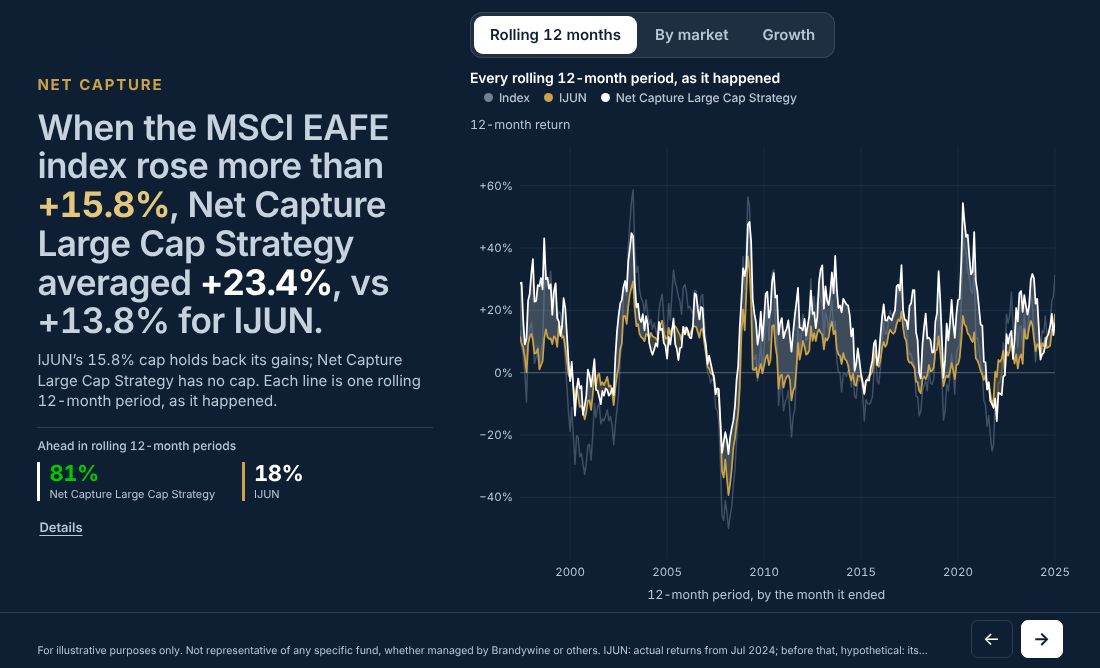 Rolling 12 months
By market
Growth
NET CAPTURE
When the MSCI EAFE
index rose more than
+15.8%, Net Capture
Large Cap Strategy
averaged +23.4%, vs
+13.8% for IJUN.
IJUN’s 15.8% cap holds back its gains; Net Capture
Large Cap Strategy has no cap. Each line is one rolling
12-month period, as it happened.
Ahead in rolling 12-month periods
81%
Net Capture Large Cap Strategy
18%
IJUN
Details
Every rolling 12-month period, as it happened
Index
IJUN
Net Capture Large Cap Strategy
12-month return
+60%
+40%
+20%
0%
−20%
−40%
2000
2005
2010
2015
2020
2025
12-month period, by the month it ended
For illustrative purposes only. Not representative of any specific fund, whether managed by Brandywine or others. IJUN: actual returns from Jul 2024; before that, hypothetical: its…